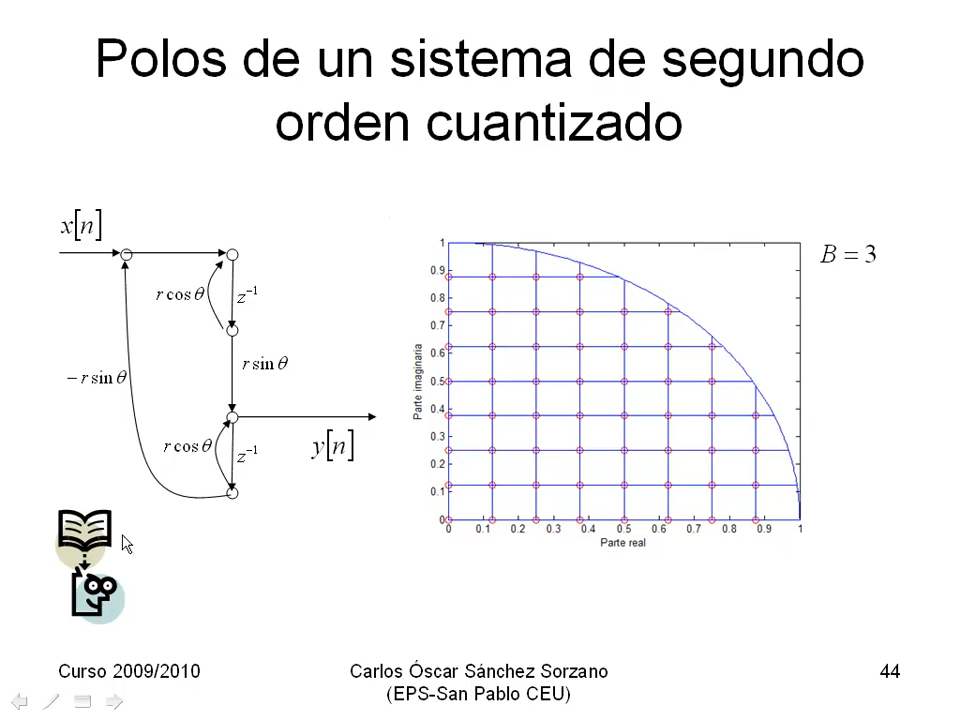 Polos de un sistema de segundo
orden cuantizado
x[n]
r cos θ
z⁻¹
r sin θ
− r sin θ
r cos θ
z⁻¹
y[n]
B = 3
1
0.9
0.8
0.7
0.6
0.5
0.4
0.3
0.2
0.1
0
Parte imaginaria
0 0.1 0.2 0.3 0.4 0.5 0.6 0.7 0.8 0.9 1
Parte real
Curso 2009/2010
Carlos Óscar Sánchez Sorzano
(EPS-San Pablo CEU)
44